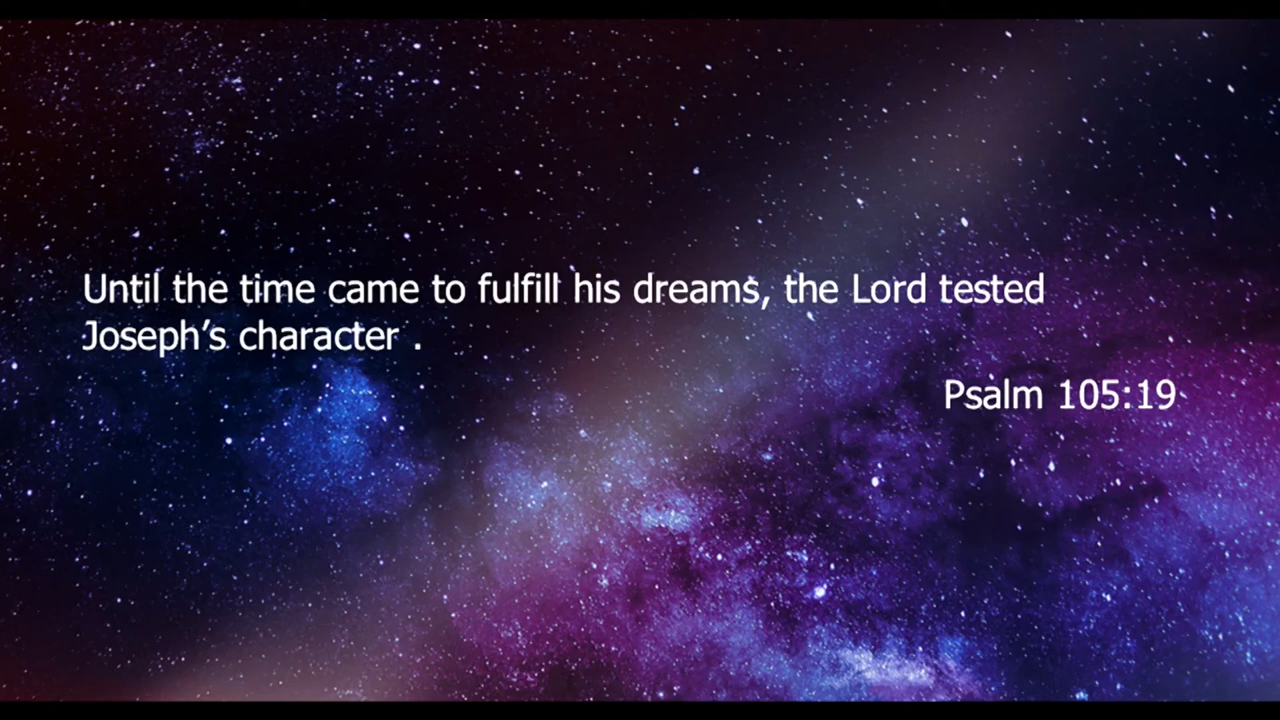 Until the time came to fulfill his dreams, the Lord tested
Joseph’s character .
Psalm 105:19